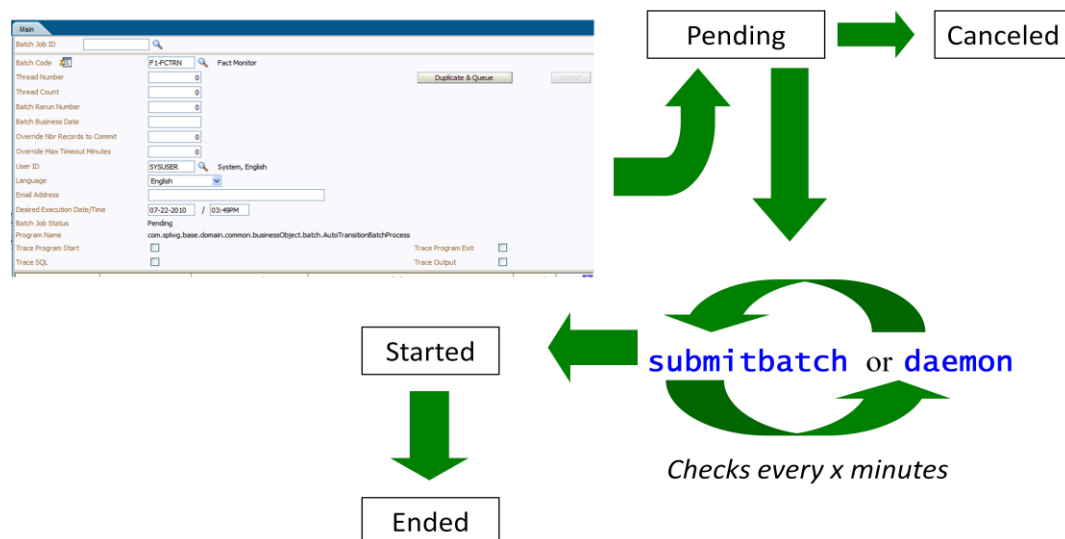 Main
Batch Job ID
Batch Code F1-FCTRN Fact Monitor
Thread Number 0 Duplicate & Queue Cancel
Thread Count 0
Batch Rerun Number 0
Batch Business Date
Override Nbr Records to Commit 0
Override Max Timeout Minutes 0
User ID SYSUSER System, English
Language English
Email Address
Desired Execution Date/Time 07-22-2010 / 03:49PM
Batch Job Status Pending
Program Name com.splwg.base.domain.common.businessObject.batch.AutoTransitionBatchProcess
Trace Program Start Trace Program Exit
Trace SQL Trace Output
Pending
Canceled
submitbatch or daemon
Checks every x minutes
Started
Ended